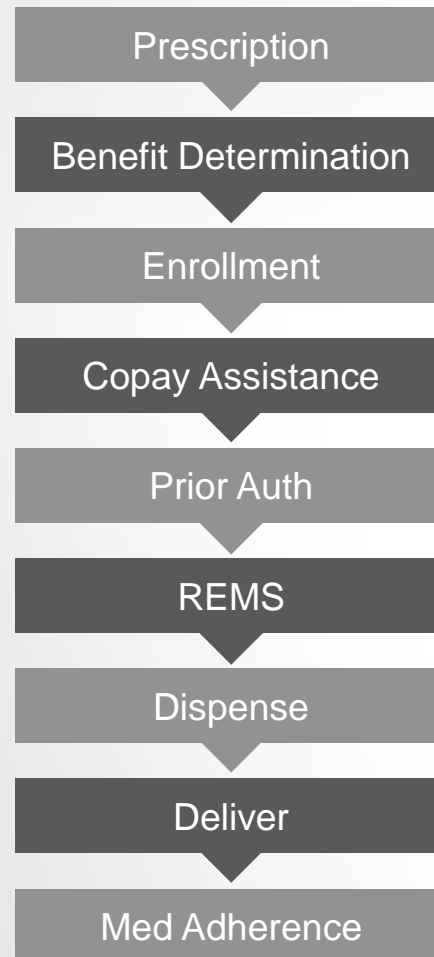 Prescription
Benefit Determination
Enrollment
Copay Assistance
Prior Auth
REMS
Dispense
Deliver
Med Adherence